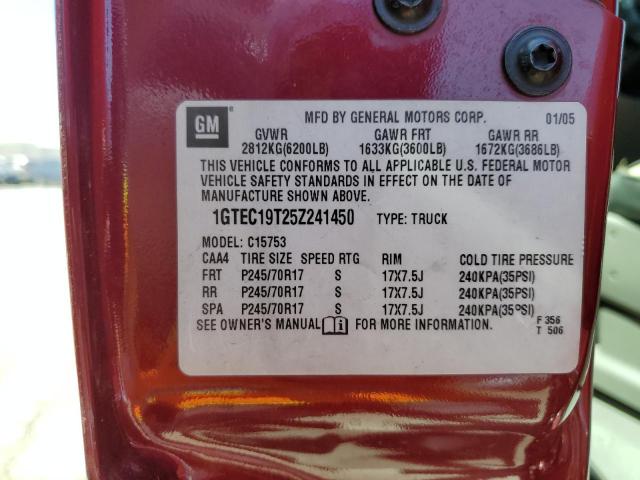 GM ® MFD BY GENERAL MOTORS CORP. 01/05
GVWR GAWR FRT GAWR RR
2812KG(6200LB) 1633KG(3600LB) 1672KG(3686LB)
THIS VEHICLE CONFORMS TO ALL APPLICABLE U.S. FEDERAL MOTOR
VEHICLE SAFETY STANDARDS IN EFFECT ON THE DATE OF
MANUFACTURE SHOWN ABOVE.
1GTEC19T25Z241450 TYPE: TRUCK
MODEL: C15753
CAA4 TIRE SIZE SPEED RTG RIM COLD TIRE PRESSURE
FRT P245/70R17 S 17X7.5J 240KPA(35PSI)
RR P245/70R17 S 17X7.5J 240KPA(35PSI)
SPA P245/70R17 S 17X7.5J 240KPA(35PSI)
SEE OWNER'S MANUAL i FOR MORE INFORMATION.
F 356
T 506